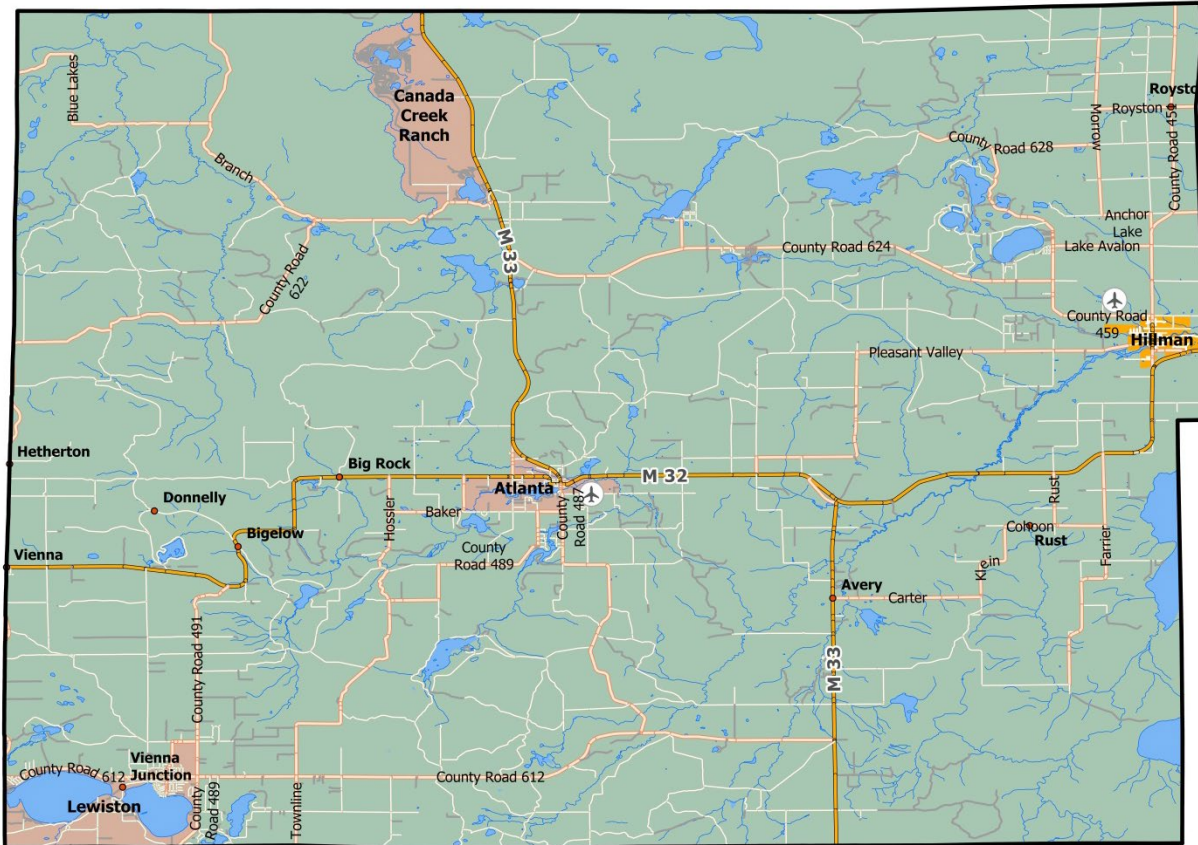 Blue Lakes
Canada
Creek
Ranch
Branch
County Road
622
M 33
Royston
Morrow
County Road 451
County Road 628
Anchor
Lake
Lake Avalon
County Road 624
County Road
459
Hillman
Pleasant Valley
Hetherton
Big Rock
Donnelly
Bigelow
Vienna
Hossler
Baker
Atlanta
M 32
County
Road 487
County
Road 489
Rust
Cohoon
Rust
Klein
Farrier
Avery
Carter
M 33
County Road 491
Vienna
Junction
County Road 612
Lewiston
County
Road 489
Townline
County Road 612